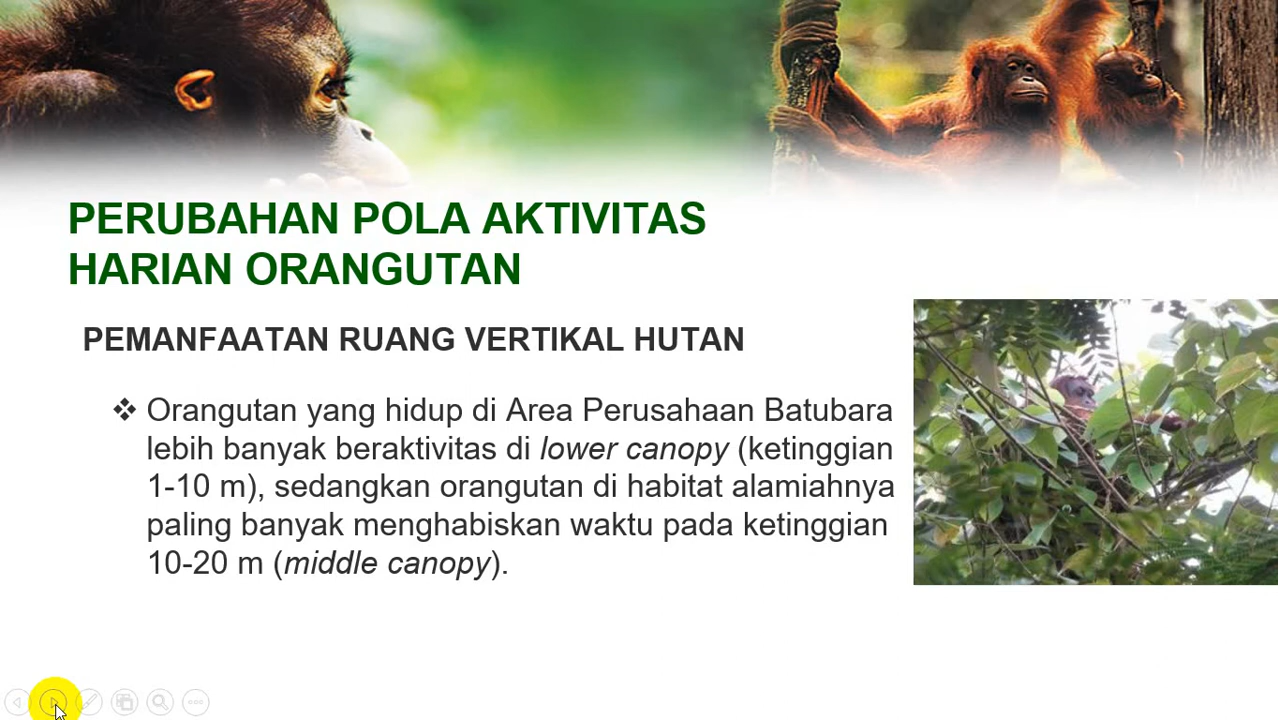 PERUBAHAN POLA AKTIVITAS
HARIAN ORANGUTAN
PEMANFAATAN RUANG VERTIKAL HUTAN
❖ Orangutan yang hidup di Area Perusahaan Batubara
lebih banyak beraktivitas di lower canopy (ketinggian
1-10 m), sedangkan orangutan di habitat alamiahnya
paling banyak menghabiskan waktu pada ketinggian
10-20 m (middle canopy).